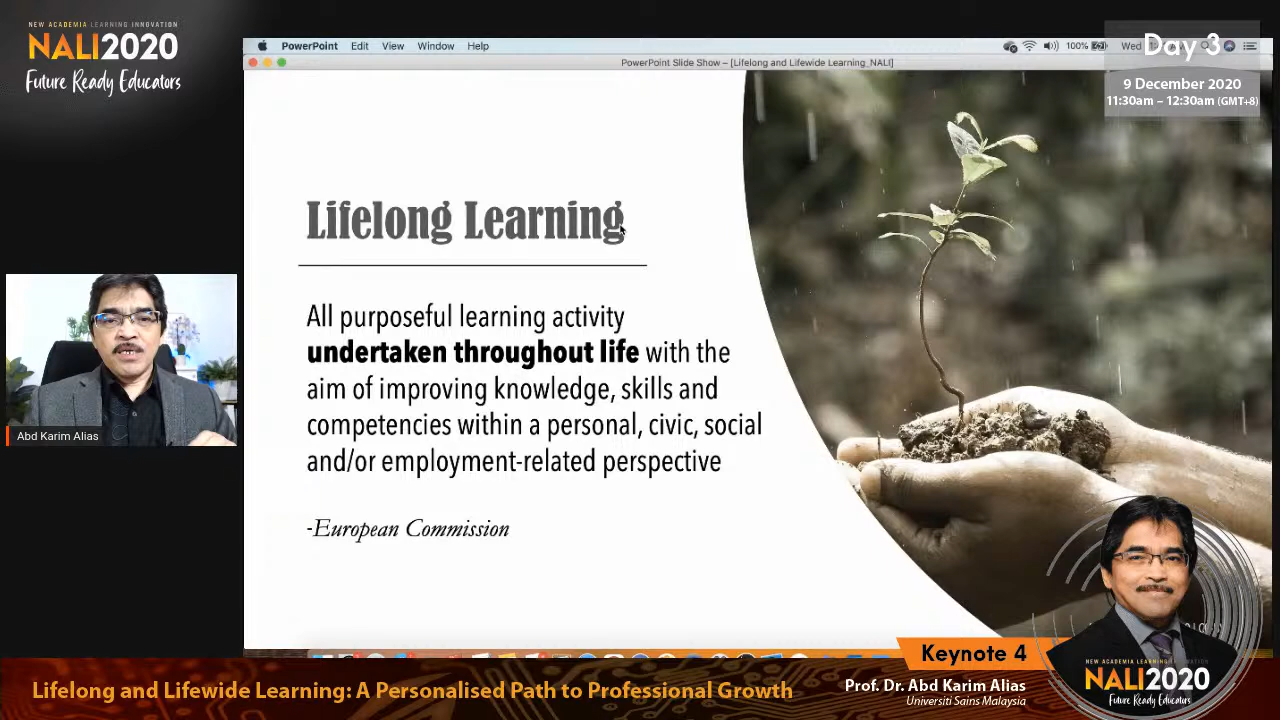 NEW ACADEMIA LEARNING INNOVATION
NALI2020
Future Ready Educators
PowerPoint Edit View Window Help
100%
Wed
Day 3
PowerPoint Slide Show – [Lifelong and Lifewide Learning_NALI]
9 December 2020
11:30am – 12:30am (GMT+8)
Lifelong Learning
All purposeful learning activity
undertaken throughout life with the
aim of improving knowledge, skills and
competencies within a personal, civic, social
and/or employment-related perspective
-European Commission
Abd Karim Alias
Keynote 4
Lifelong and Lifewide Learning: A Personalised Path to Professional Growth
Prof. Dr. Abd Karim Alias
Universiti Sains Malaysia
NEW ACADEMIA LEARNING INNOVATION
NALI2020
Future Ready Educators